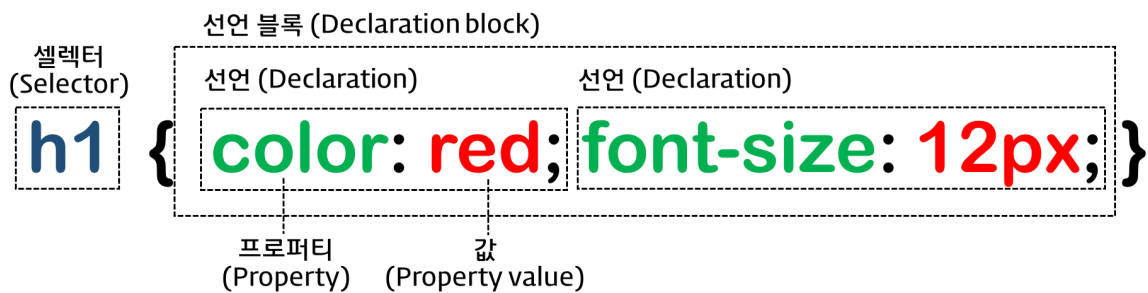 선언 블록 (Declaration block)
셀렉터
(Selector)
선언 (Declaration) 선언 (Declaration)
h1 { color: red; font-size: 12px; }
프로퍼티 값
(Property) (Property value)